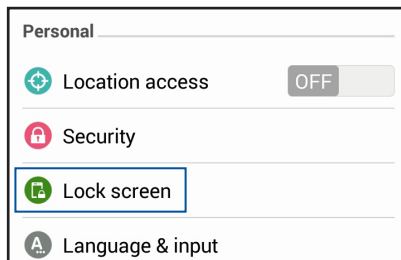 Personal
Location access OFF
Security
Lock screen
A...
Language & input